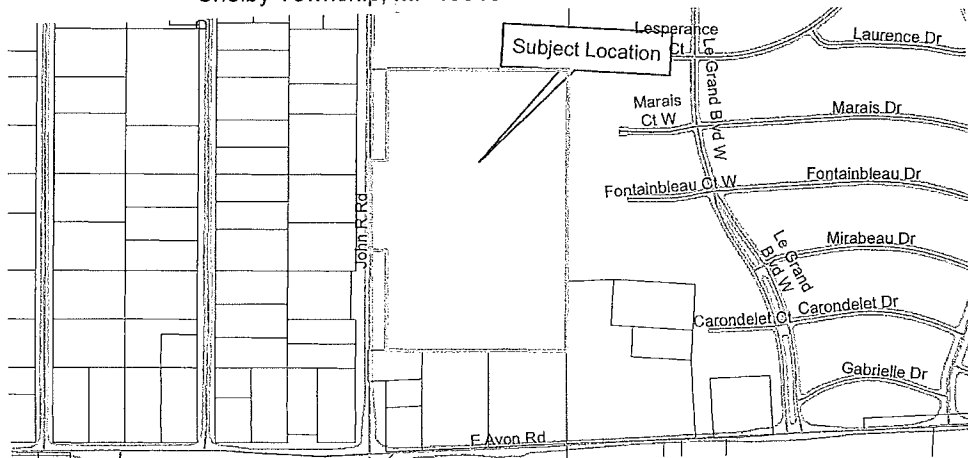 Subject Location
Lesperance
Ct
Laurence Dr
Le Grand Blvd W
Marais
Ct W
Marais Dr
Fontainbleau Ct W
Fontainbleau Dr
John R Rd
Le Grand
Blvd W
Mirabeau Dr
Carondelet Ct
Carondelet Dr
Gabrielle Dr
E Avon Rd